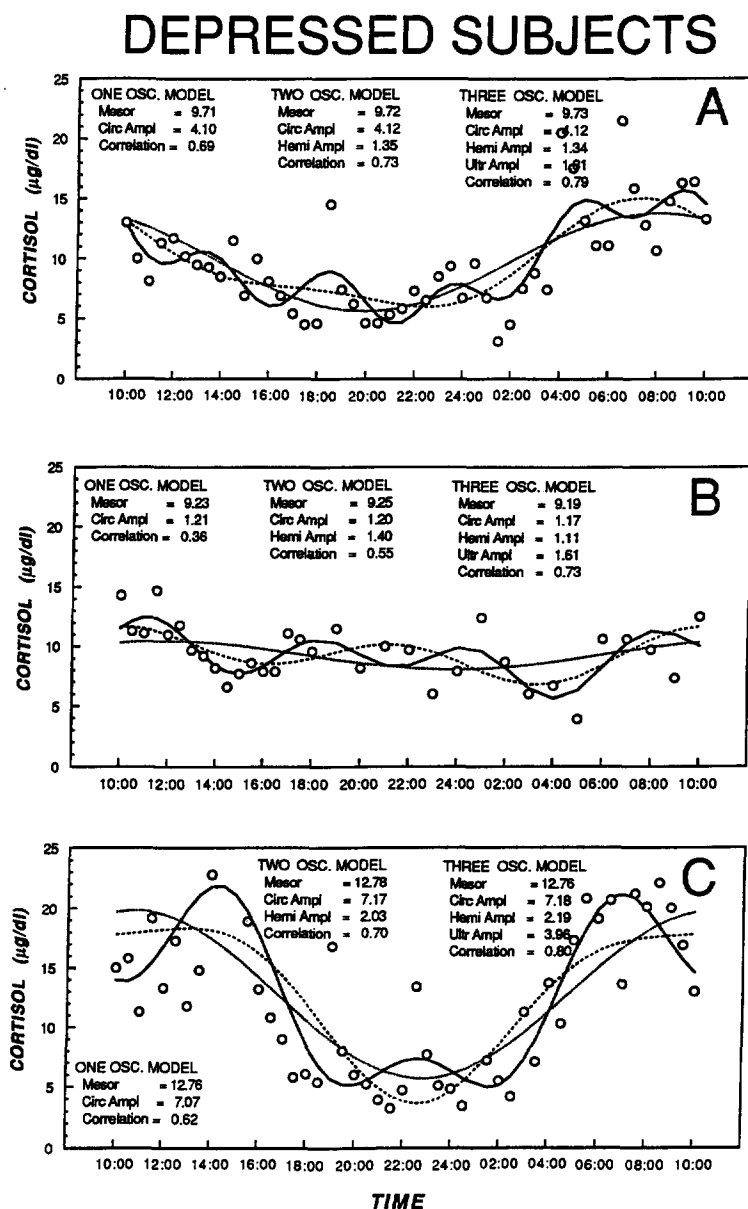 DEPRESSED SUBJECTS
A
ONE OSC. MODEL
Mesor = 9.71
Circ Ampl = 4.10
Correlation = 0.69
TWO OSC. MODEL
Mesor = 9.72
Circ Ampl = 4.12
Hemi Ampl = 1.35
Correlation = 0.73
THREE OSC. MODEL
Mesor = 9.73
Circ Ampl = 4.12
Hemi Ampl = 1.34
Ultr Ampl = 1.61
Correlation = 0.79
CORTISOL (µg/dl)
25
20
15
10
5
0
10:00 12:00 14:00 16:00 18:00 20:00 22:00 24:00 02:00 04:00 06:00 08:00 10:00
B
ONE OSC. MODEL
Mesor = 9.23
Circ Ampl = 1.21
Correlation = 0.36
TWO OSC. MODEL
Mesor = 9.25
Circ Ampl = 1.20
Hemi Ampl = 1.40
Correlation = 0.55
THREE OSC. MODEL
Mesor = 9.19
Circ Ampl = 1.17
Hemi Ampl = 1.11
Ultr Ampl = 1.61
Correlation = 0.73
CORTISOL (µg/dl)
25
20
15
10
5
0
10:00 12:00 14:00 16:00 18:00 20:00 22:00 24:00 02:00 04:00 06:00 08:00 10:00
C
TWO OSC. MODEL
Mesor = 12.78
Circ Ampl = 7.17
Hemi Ampl = 2.03
Correlation = 0.70
THREE OSC. MODEL
Mesor = 12.76
Circ Ampl = 7.18
Hemi Ampl = 2.19
Ultr Ampl = 3.96
Correlation = 0.80
ONE OSC. MODEL
Mesor = 12.76
Circ Ampl = 7.07
Correlation = 0.62
CORTISOL (µg/dl)
25
20
15
10
5
0
10:00 12:00 14:00 16:00 18:00 20:00 22:00 24:00 02:00 04:00 06:00 08:00 10:00
TIME